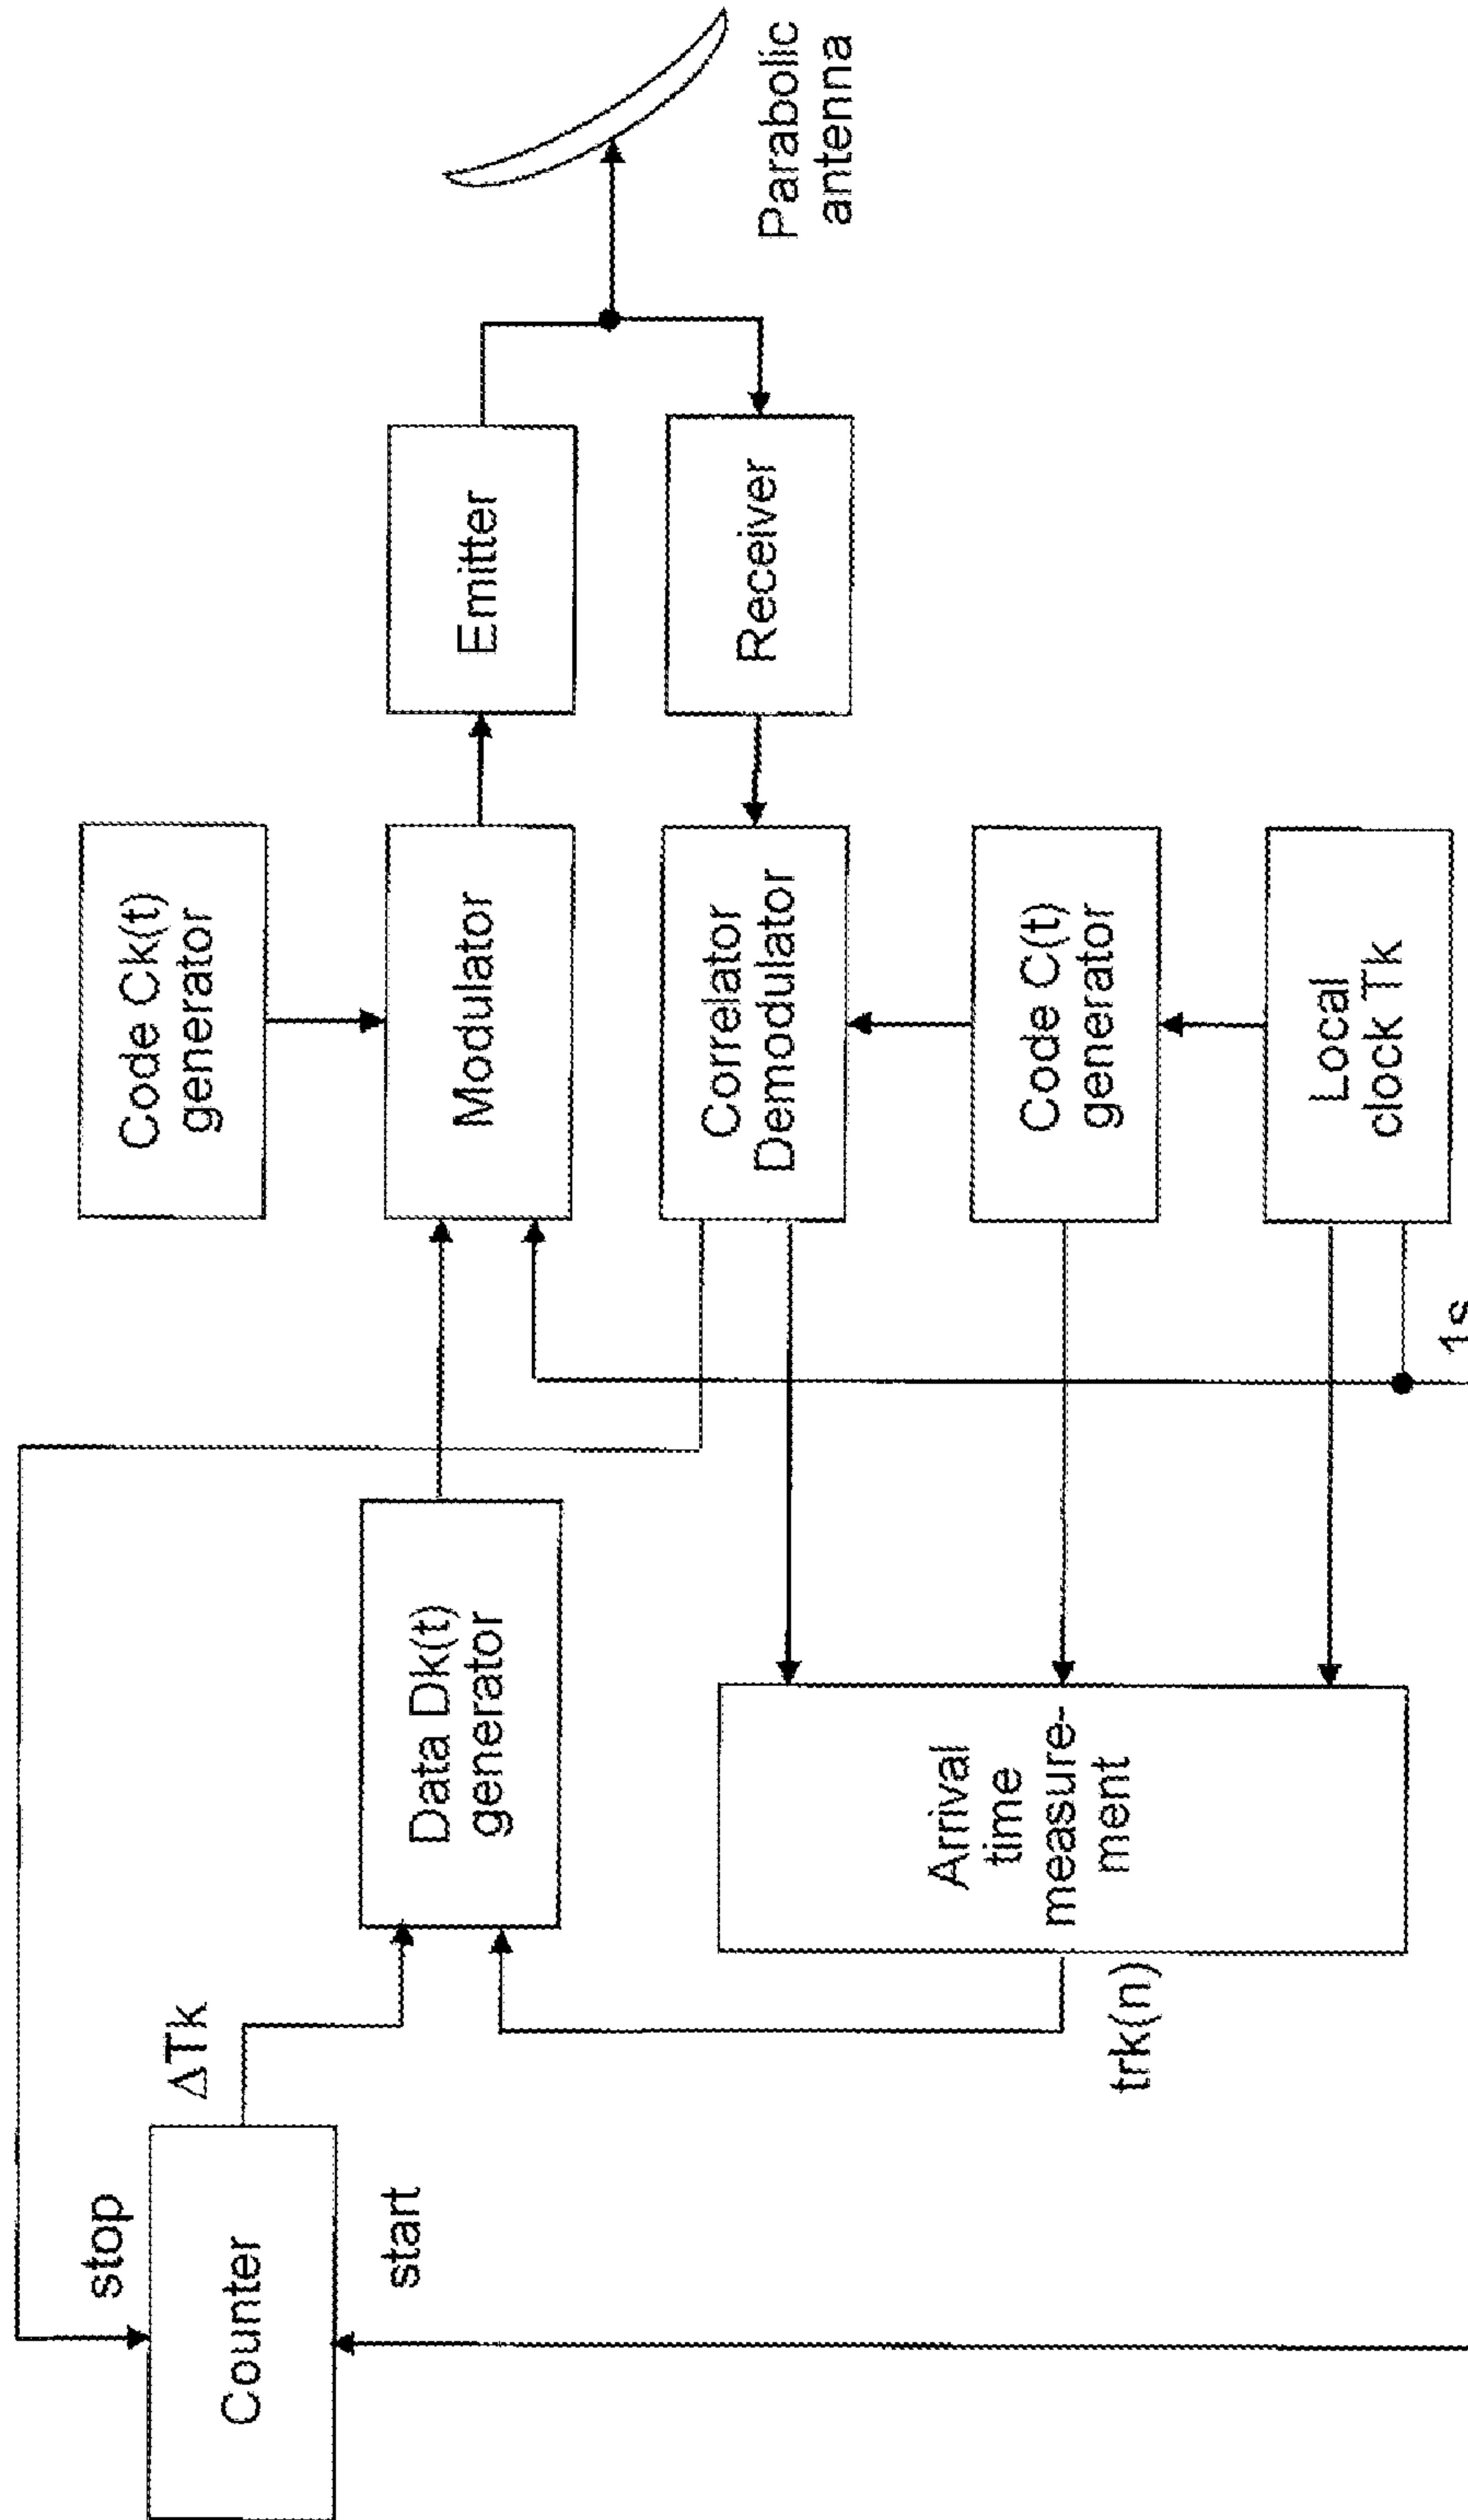 stop
Counter
start
ΔTk
Data Dk(t)
generator
trk(n)
Arrival
time
measure-
ment
Code Ck(t)
generator
Modulator
Correlator
Demodulator
Code C(t)
generator
Local
clock Tk
1s
Emitter
Receiver
Parabolic
antenna